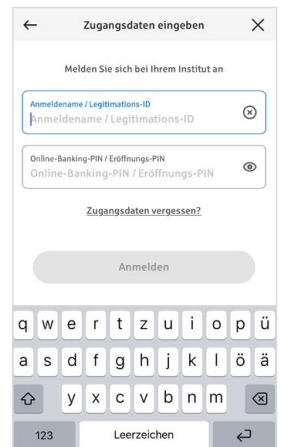 Zugangsdaten eingeben
Melden Sie sich bei Ihrem Institut an
Anmeldename / Legitimations-ID
Anmeldename / Legitimations-ID
Online-Banking-PIN / Eröffnungs-PIN
Online-Banking-PIN / Eröffnungs-PIN
Zugangsdaten vergessen?
Anmelden
q w e r t z u i o p ü
a s d f g h j k l ö ä
y x c v b n m
123 Leerzeichen